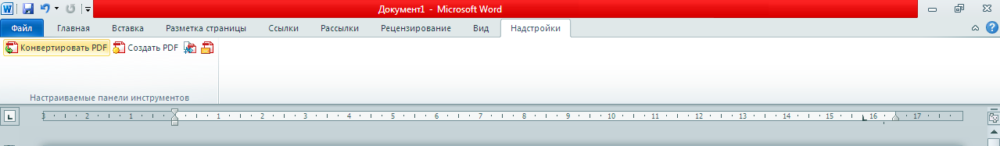 Документ1 - Microsoft Word
Файл Главная Вставка Разметка страницы Ссылки Рассылки Рецензирование Вид Надстройки
Конвертировать PDF Создать PDF
Настраиваемые панели инструментов
3 2 1 1 2 3 4 5 6 7 8 9 10 11 12 13 14 15 16 17